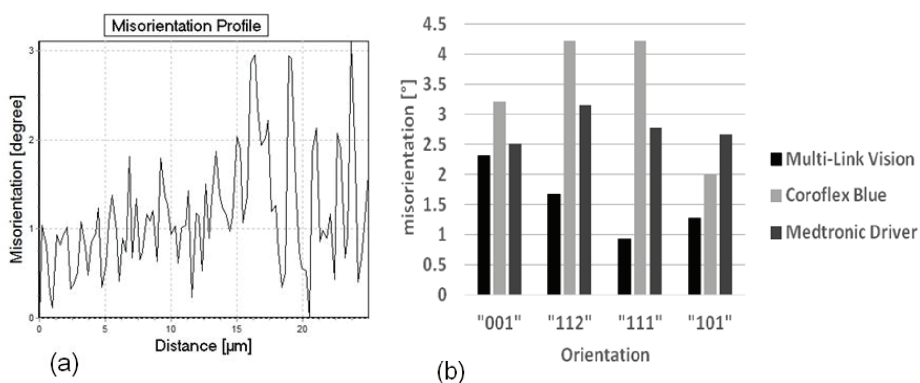 Misorientation Profile
Misorientation [degree]
3
2
1
0
0 5 10 15 20
Distance [µm]
(a)
misorientation [°]
4.5
4
3.5
3
2.5
2
1.5
1
0.5
0
"001" "112" "111" "101"
Orientation
Multi-Link Vision
Coroflex Blue
Medtronic Driver
(b)